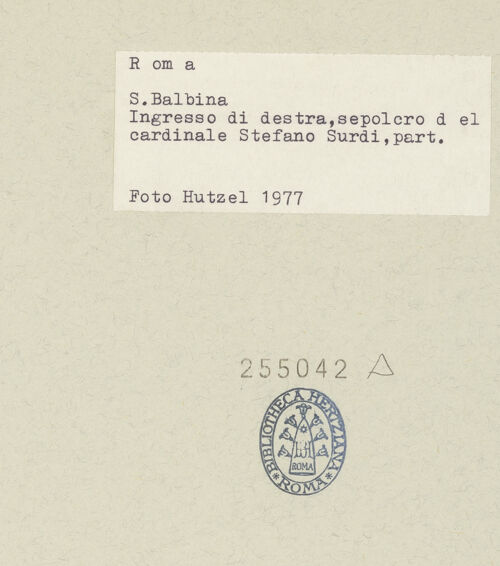 R om a
S.Balbina
Ingresso di destra,sepolcro d el
cardinale Stefano Surdi,part.
Foto Hutzel 1977
255042 A
BIBLIOTHECA HERTZIANA
ROMA
*ROMA*